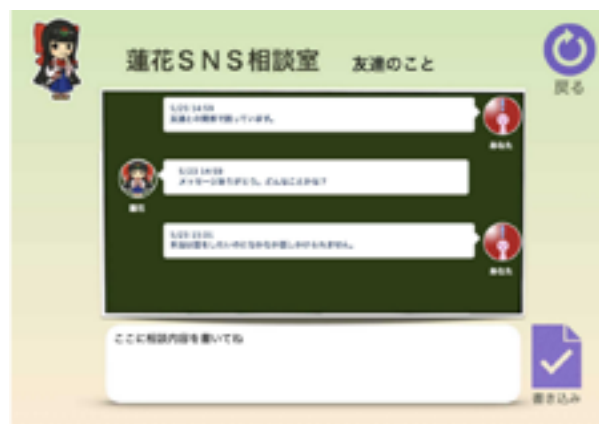 蓮花SNS相談室 友達のこと
戻る
友達との関係で困っています。
あなた
メッセージありがとう。どんなことかな?
蓮花
あなた
ここに相談内容を書いてね
書き込み